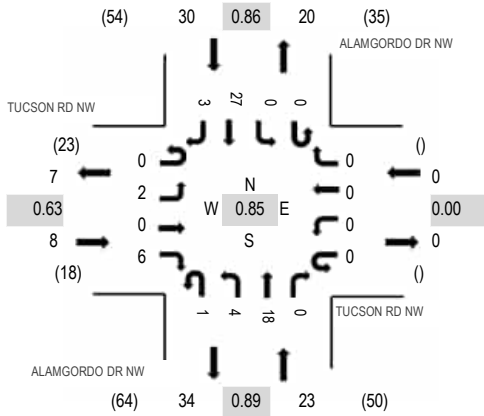 (54) 30 0.86 20 (35)
ALAMGORDO DR NW
TUCSON RD NW
3 27 0 0
(23) 0 0 ()
7 2 0 0
N
0.63 0 W 0.85 E 0 0.00
S
8 6 0 0
(18) ()
1 4 18 0
TUCSON RD NW
ALAMGORDO DR NW
(64) 34 0.89 23 (50)